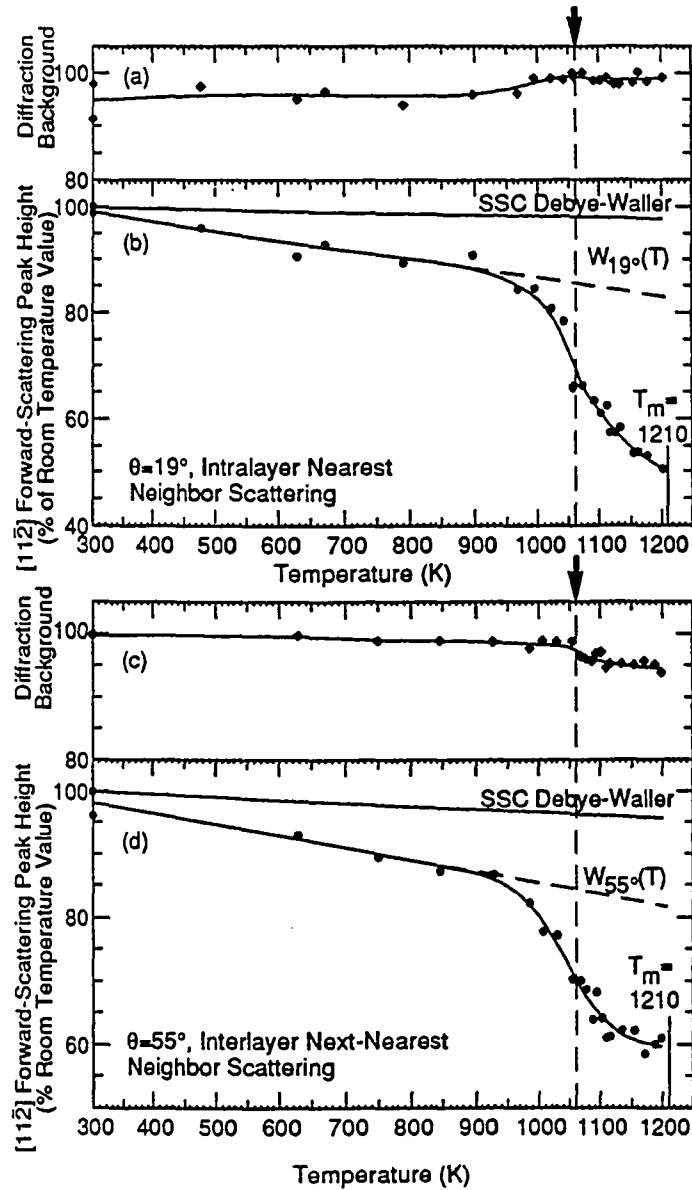 Diffraction
Background
100
80
(a)
[112̄] Forward-Scattering Peak Height
(% of Room Temperature Value)
100
80
60
40
(b)
SSC Debye-Waller
W19°(T)
Tm=
1210
θ=19°, Intralayer Nearest
Neighbor Scattering
300 400 500 600 700 800 900 1000 1100 1200
Temperature (K)
Diffraction
Background
100
80
(c)
[112̄] Forward-Scattering Peak Height
(% Room Temperature Value)
100
80
60
(d)
SSC Debye-Waller
W55°(T)
Tm=
1210
θ=55°, Interlayer Next-Nearest
Neighbor Scattering
300 400 500 600 700 800 900 1000 1100 1200
Temperature (K)